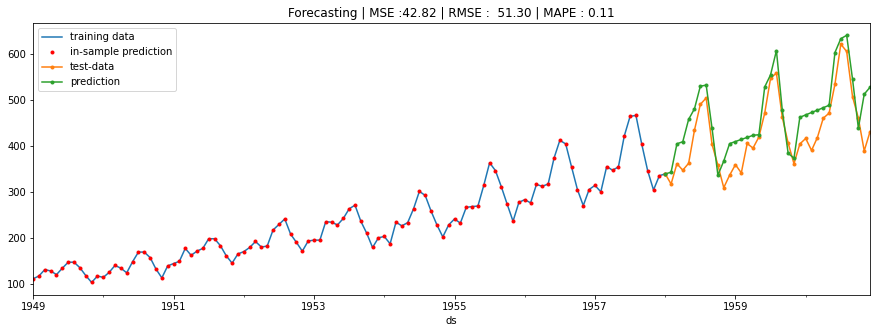 Forecasting | MSE :42.82 | RMSE :  51.30 | MAPE : 0.11
training data
in-sample prediction
test-data
prediction
600
500
400
300
200
100
1949 1951 1953 1955 1957 1959
ds